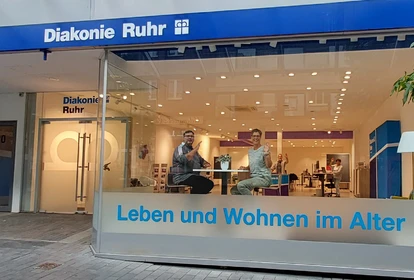 Diakonie Ruhr
Diakonie
Ruhr
Leben und Wohnen im Alter